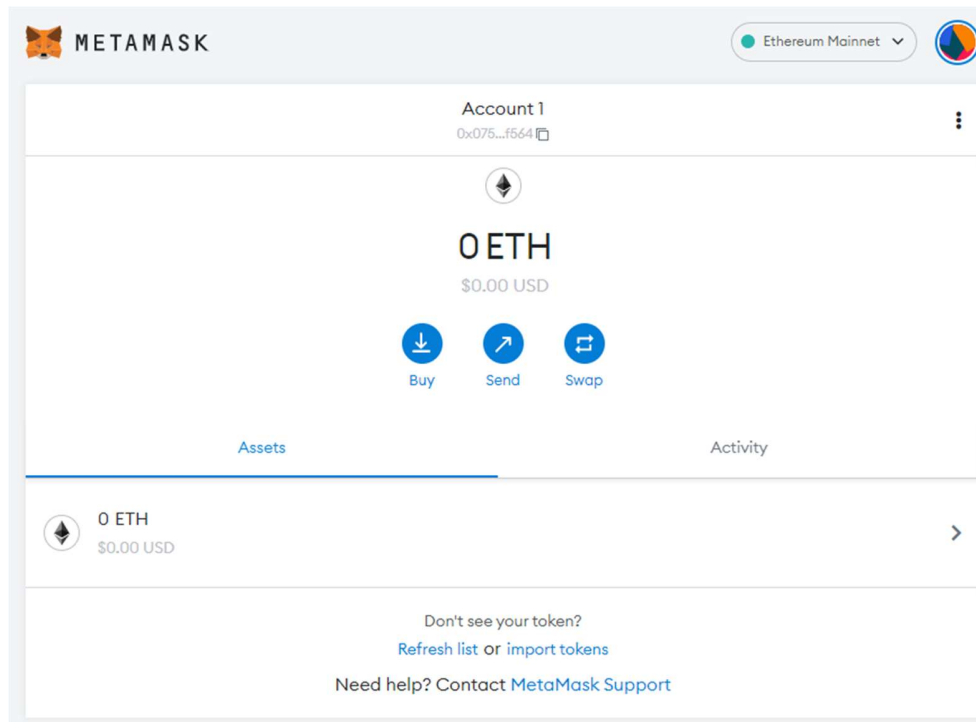 METAMASK
Ethereum Mainnet
Account 1
0x075...f564
0 ETH
$0.00 USD
Buy Send Swap
Assets Activity
0 ETH
$0.00 USD
Don't see your token?
Refresh list or import tokens
Need help? Contact MetaMask Support